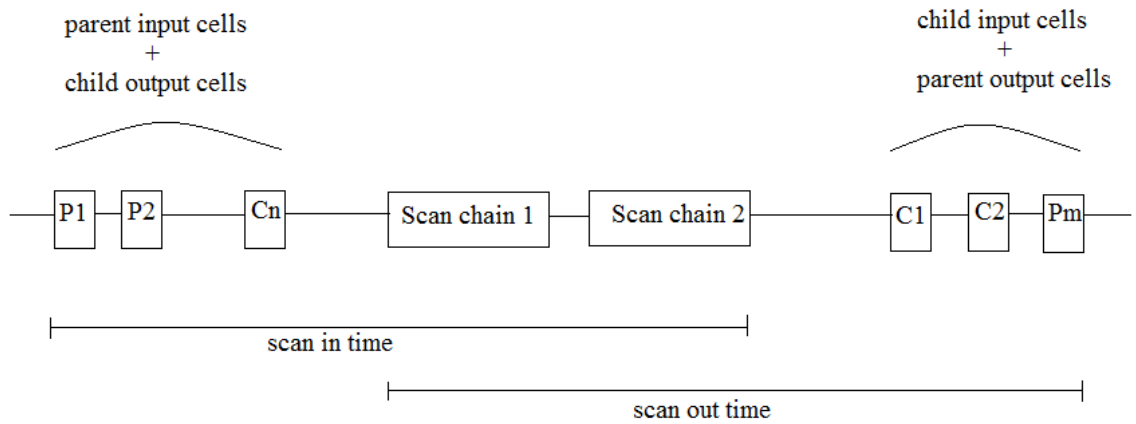 parent input cells
+
child output cells
child input cells
+
parent output cells
P1 P2 Cn Scan chain 1 Scan chain 2 C1 C2 Pm
scan in time
scan out time